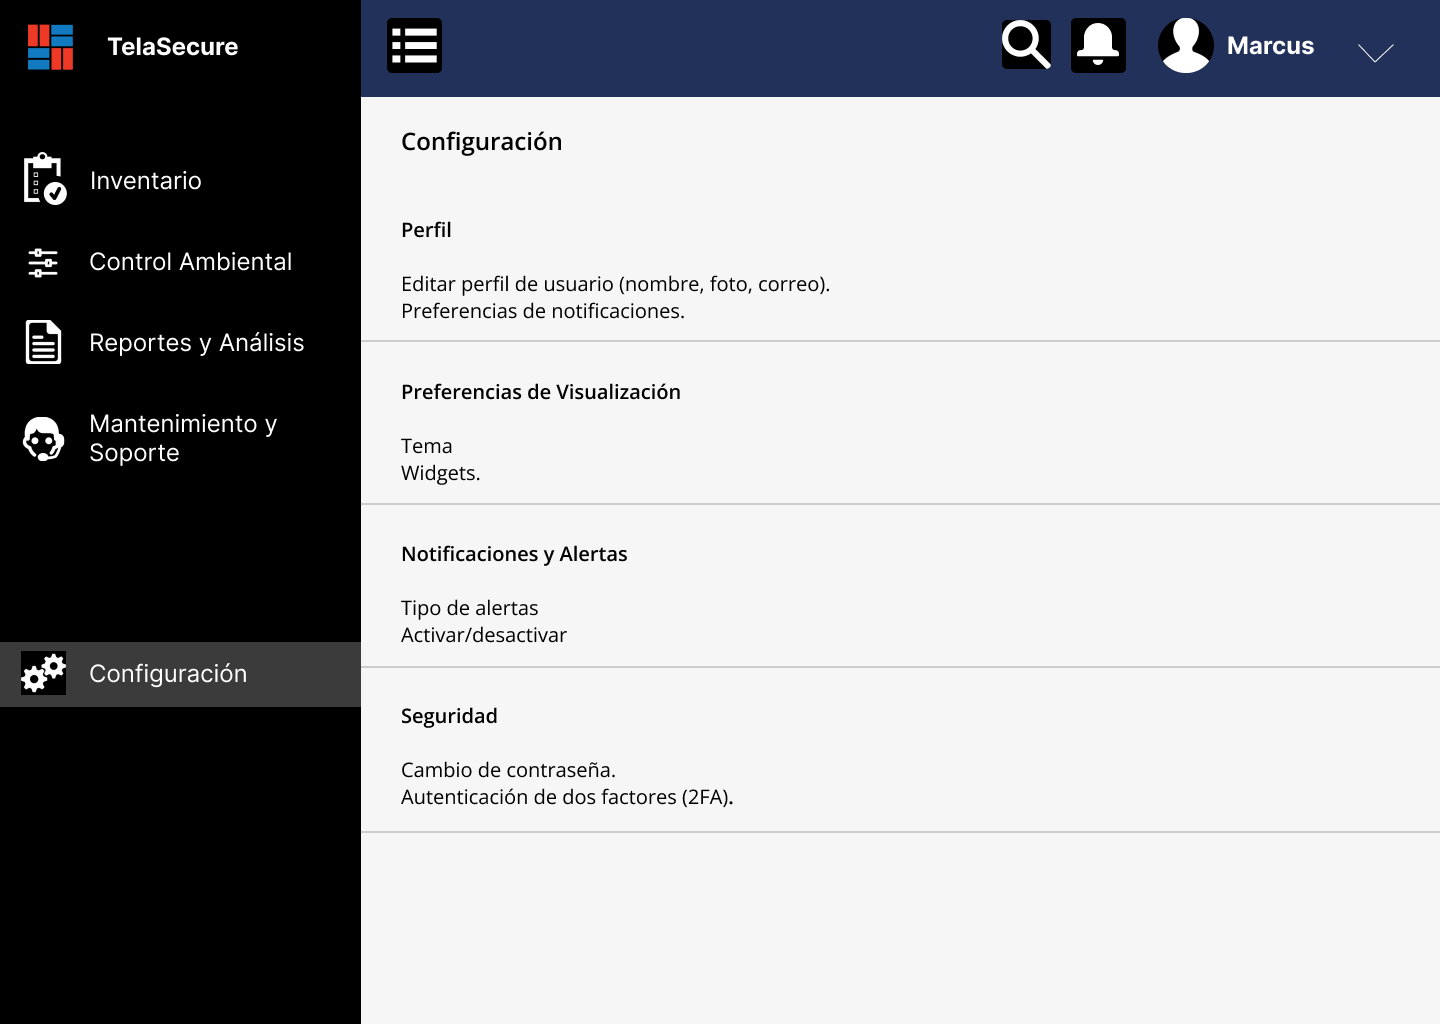 TelaSecure
Marcus
Inventario
Control Ambiental
Reportes y Análisis
Mantenimiento y
Soporte
Configuración
Configuración
Perfil
Editar perfil de usuario (nombre, foto, correo).
Preferencias de notificaciones.
Preferencias de Visualización
Tema
Widgets.
Notificaciones y Alertas
Tipo de alertas
Activar/desactivar
Seguridad
Cambio de contraseña.
Autenticación de dos factores (2FA).